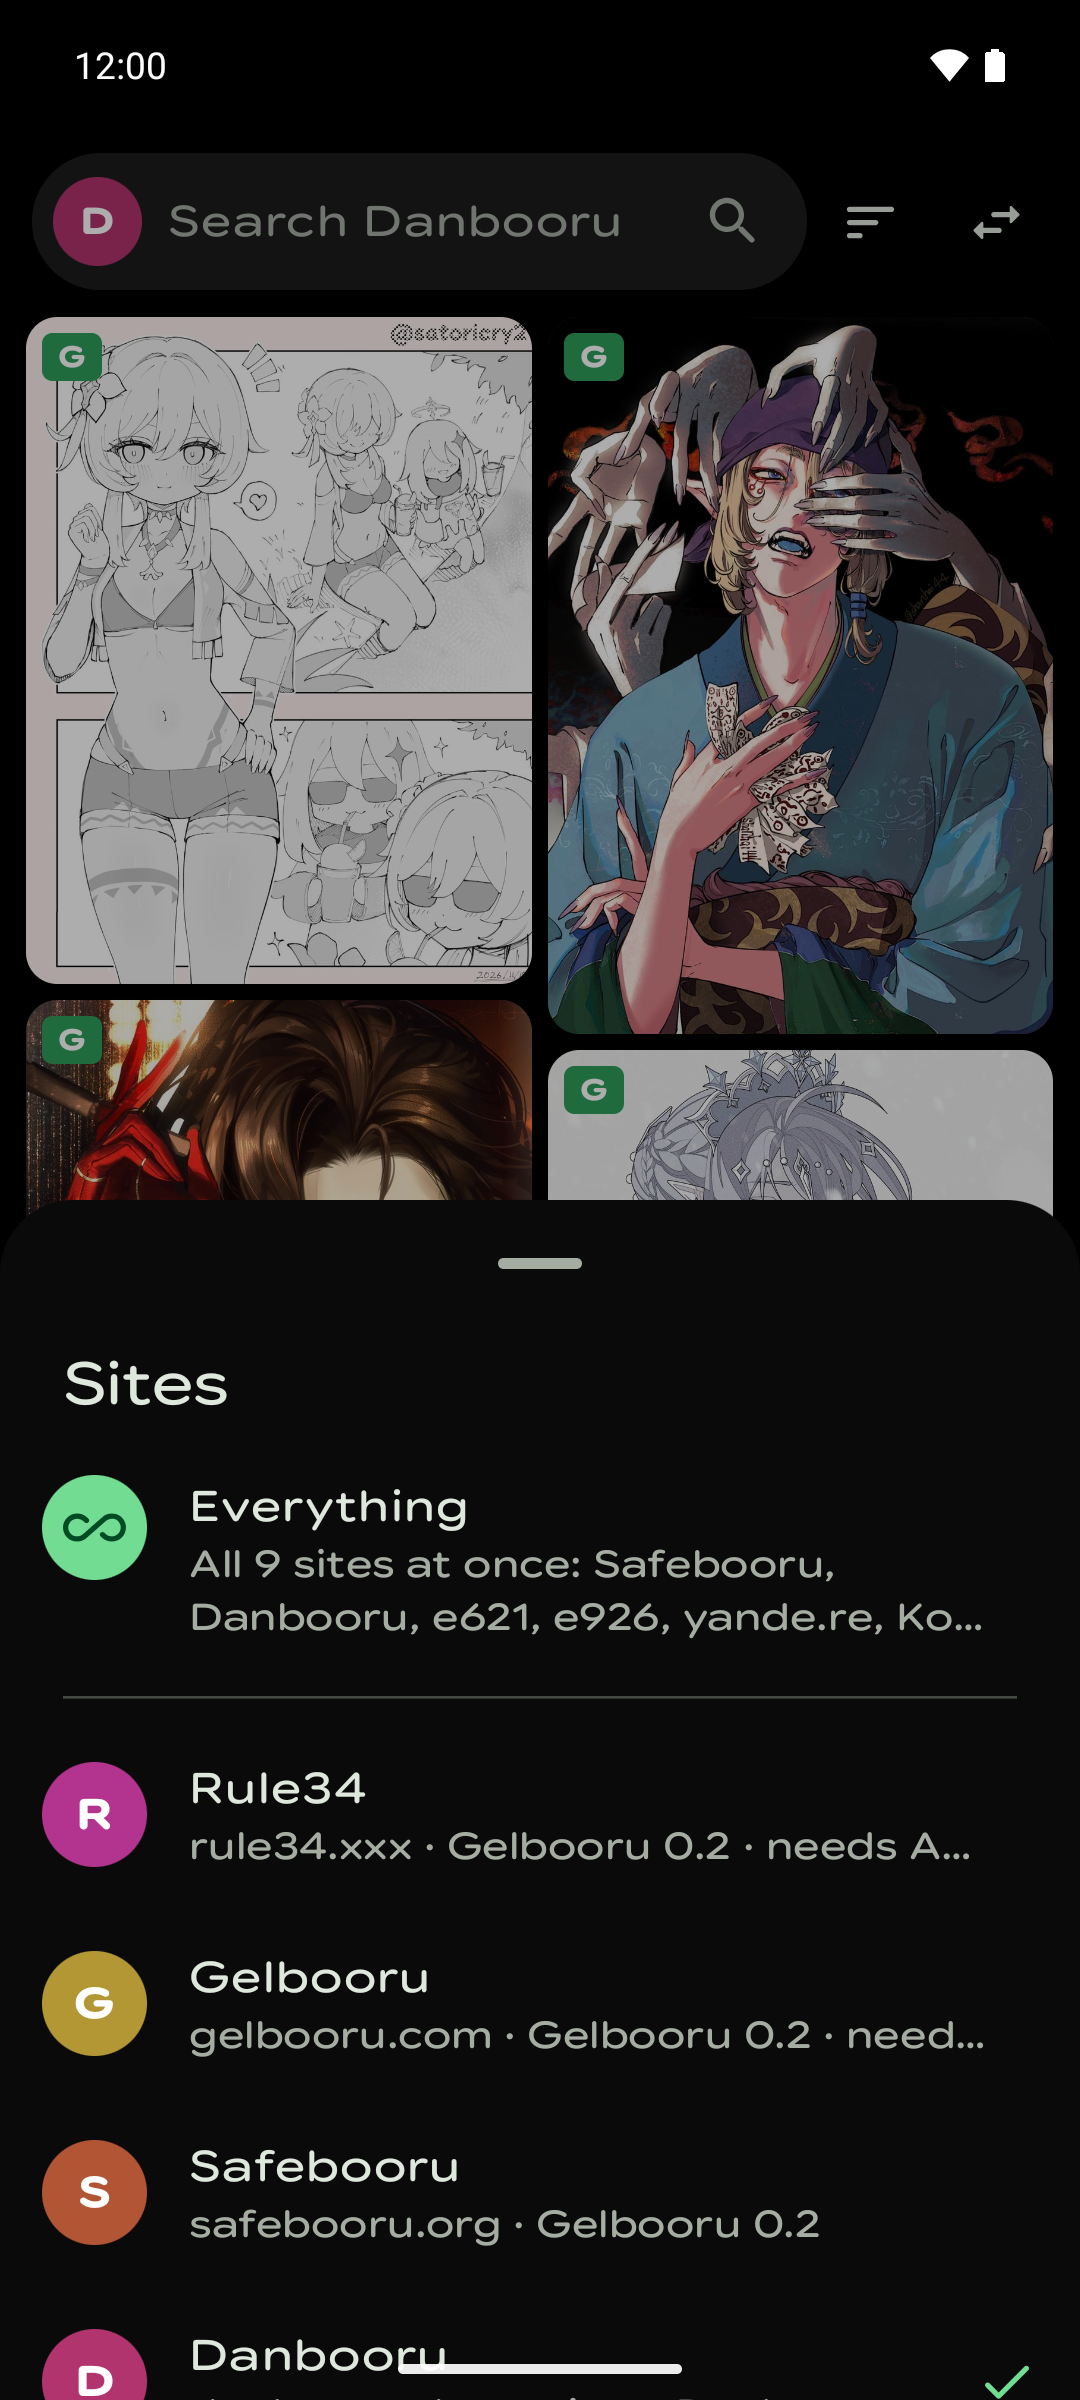 12:00
D
Search Danbooru
G
@satoricry2
G
G
G
Sites
Everything
All 9 sites at once: Safebooru,
Danbooru, e621, e926, yande.re, Ko...
R
Rule34
rule34.xxx · Gelbooru 0.2 · needs A...
G
Gelbooru
gelbooru.com · Gelbooru 0.2 · need...
S
Safebooru
safebooru.org · Gelbooru 0.2
D
Danbooru